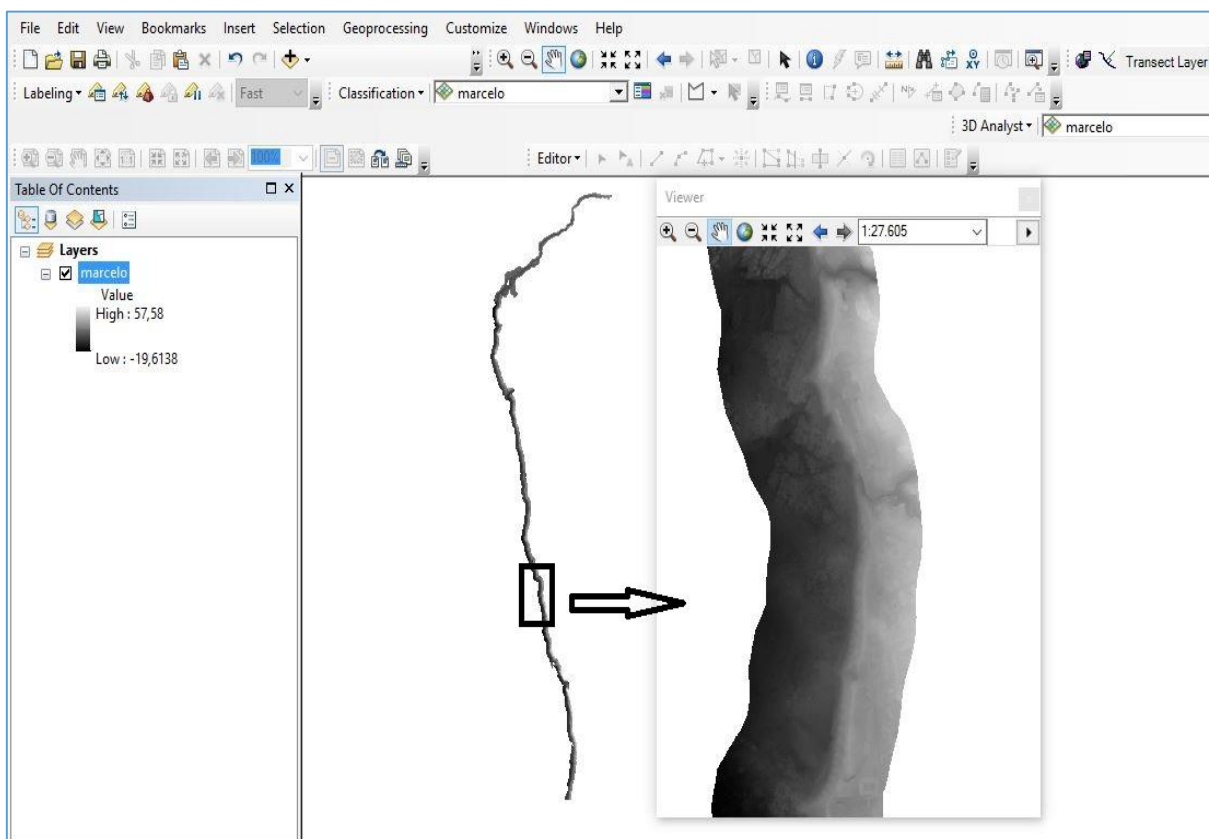 File Edit View Bookmarks Insert Selection Geoprocessing Customize Windows Help
Transect Layer
Labeling Fast Classification marcelo
3D Analyst marcelo
100% Editor
Table Of Contents
Layers
marcelo
Value
High : 57,58
Low : -19,6138
Viewer
1:27.605